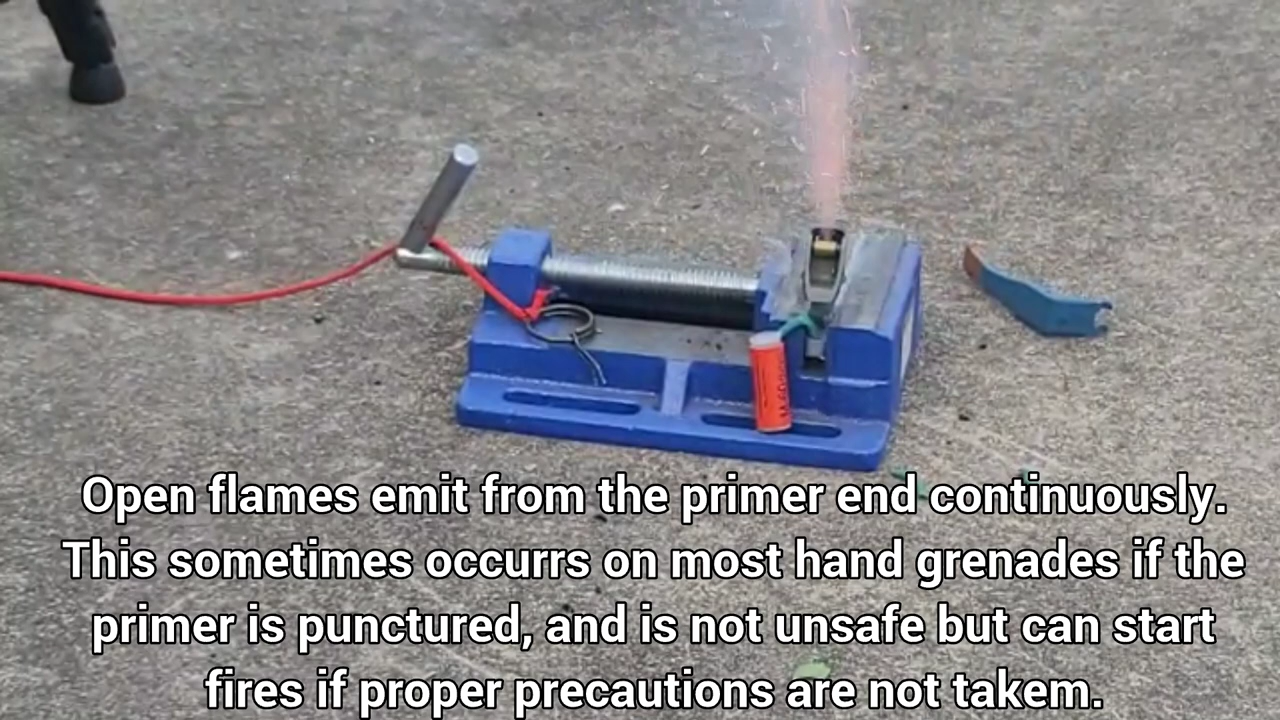 M-60
Open flames emit from the primer end continuously.
This sometimes occurrs on most hand grenades if the
primer is punctured, and is not unsafe but can start
fires if proper precautions are not takem.